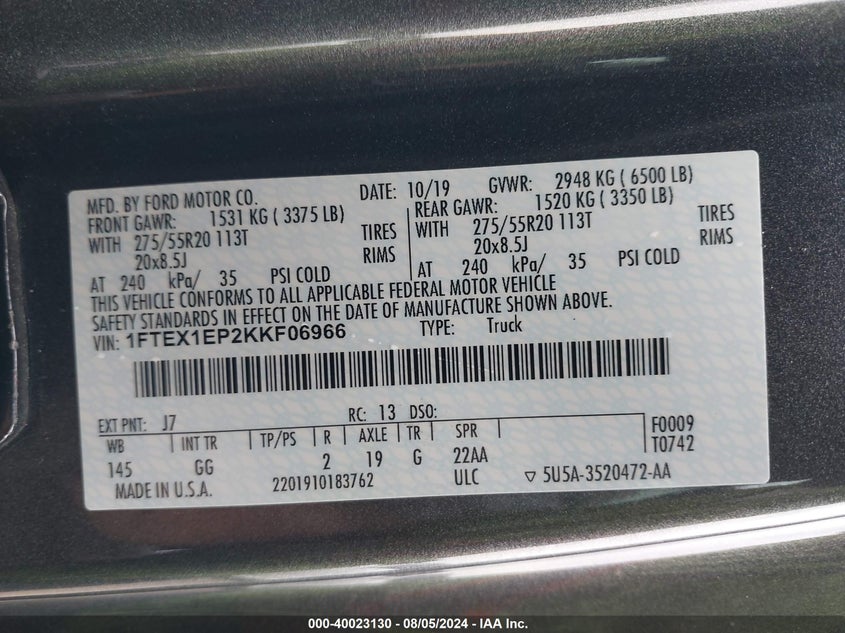 MFD. BY FORD MOTOR CO. DATE: 10/19 GVWR: 2948 KG ( 6500 LB)
FRONT GAWR: 1531 KG ( 3375 LB) REAR GAWR: 1520 KG ( 3350 LB)
WITH 275/55R20 113T TIRES WITH 275/55R20 113T TIRES
20x8.5J RIMS 20x8.5J RIMS
AT 240 kPa/ 35 PSI COLD AT 240 kPa/ 35 PSI COLD
THIS VEHICLE CONFORMS TO ALL APPLICABLE FEDERAL MOTOR VEHICLE
SAFETY STANDARDS IN EFFECT ON THE DATE OF MANUFACTURE SHOWN ABOVE.
VIN: 1FTEX1EP2KKF06966 TYPE: Truck
EXT PNT: J7 RC: 13 DSO: F0009
WB INT TR TP/PS R AXLE TR SPR T0742
145 GG 2 19 G 22AA
MADE IN U.S.A. 2201910183762 ULC ▽ 5U5A-3520472-AA
000-40023130 - 08/05/2024 - IAA Inc.